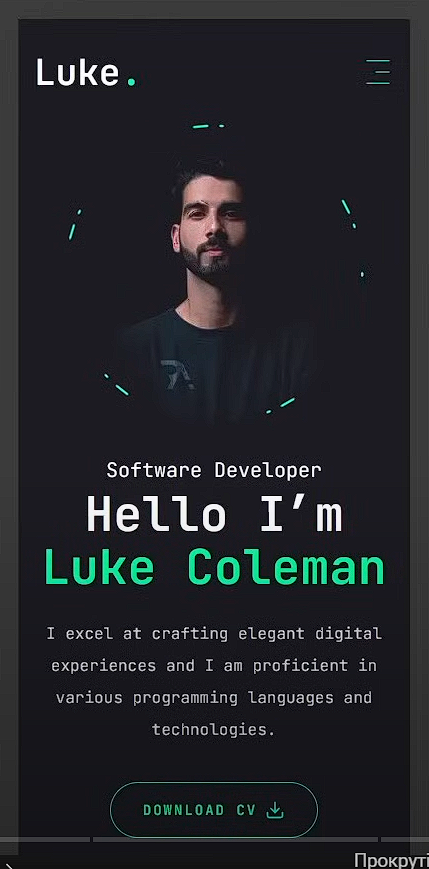 Luke.
Software Developer
Hello I’m
Luke Coleman
I excel at crafting elegant digital
experiences and I am proficient in
various programming languages and
technologies.
DOWNLOAD CV